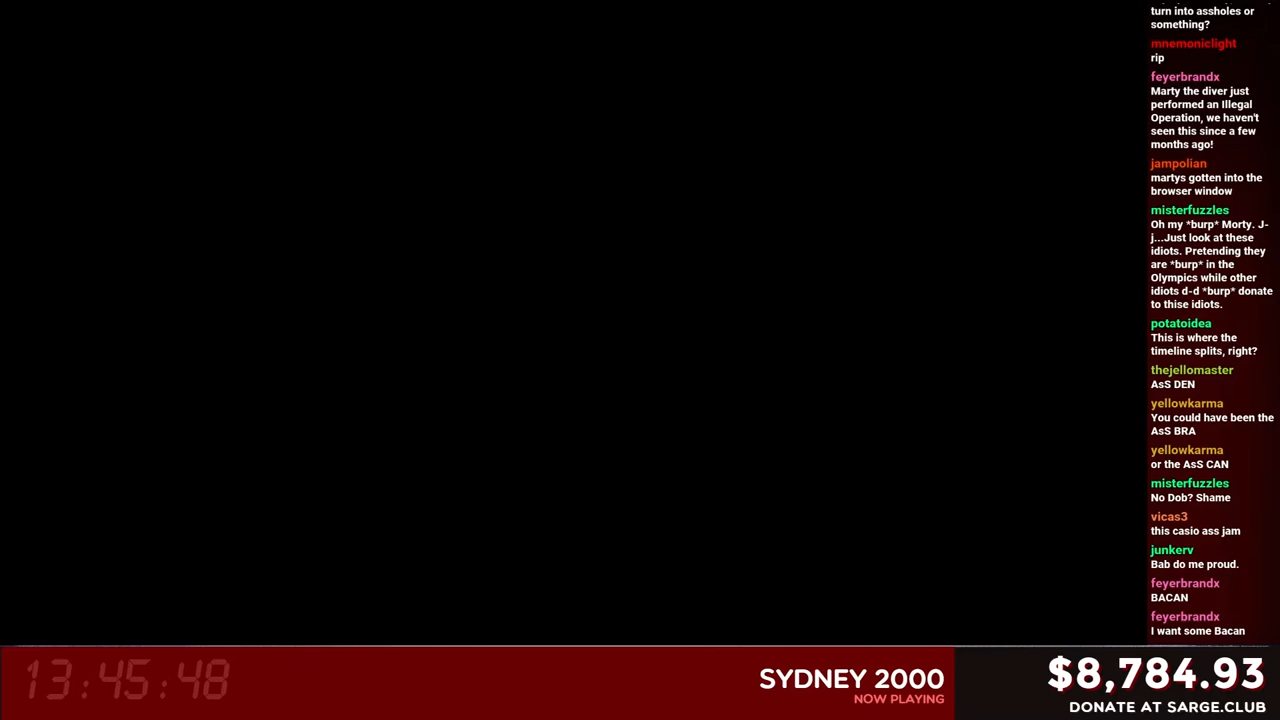 turn into assholes or
something?
mnemoniclight
rip
feyerbrandx
Marty the diver just
performed an Illegal
Operation, we haven't
seen this since a few
months ago!
jampolian
martys gotten into the
browser window
misterfuzzles
Oh my *burp* Morty. J-
j...Just look at these
idiots. Pretending they
are *burp* in the
Olympics while other
idiots d-d *burp* donate
to thise idiots.
potatoidea
This is where the
timeline splits, right?
thejellomaster
AsS DEN
yellowkarma
You could have been the
AsS BRA
yellowkarma
or the AsS CAN
misterfuzzles
No Dob? Shame
vicas3
this casio ass jam
junkerv
Bab do me proud.
feyerbrandx
BACAN
feyerbrandx
I want some Bacan
13:45:48
SYDNEY 2000
NOW PLAYING
$8,784.93
DONATE AT SARGE.CLUB